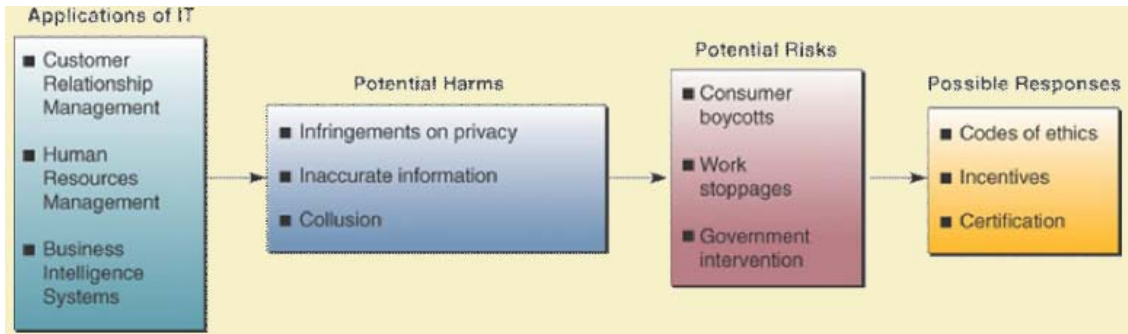 Applications of IT
■ Customer
Relationship
Management
■ Human
Resources
Management
■ Business
Intelligence
Systems
Potential Harms
■ Infringements on privacy
■ Inaccurate information
■ Collusion
Potential Risks
■ Consumer
boycotts
■ Work
stoppages
■ Government
intervention
Possible Responses
■ Codes of ethics
■ Incentives
■ Certification